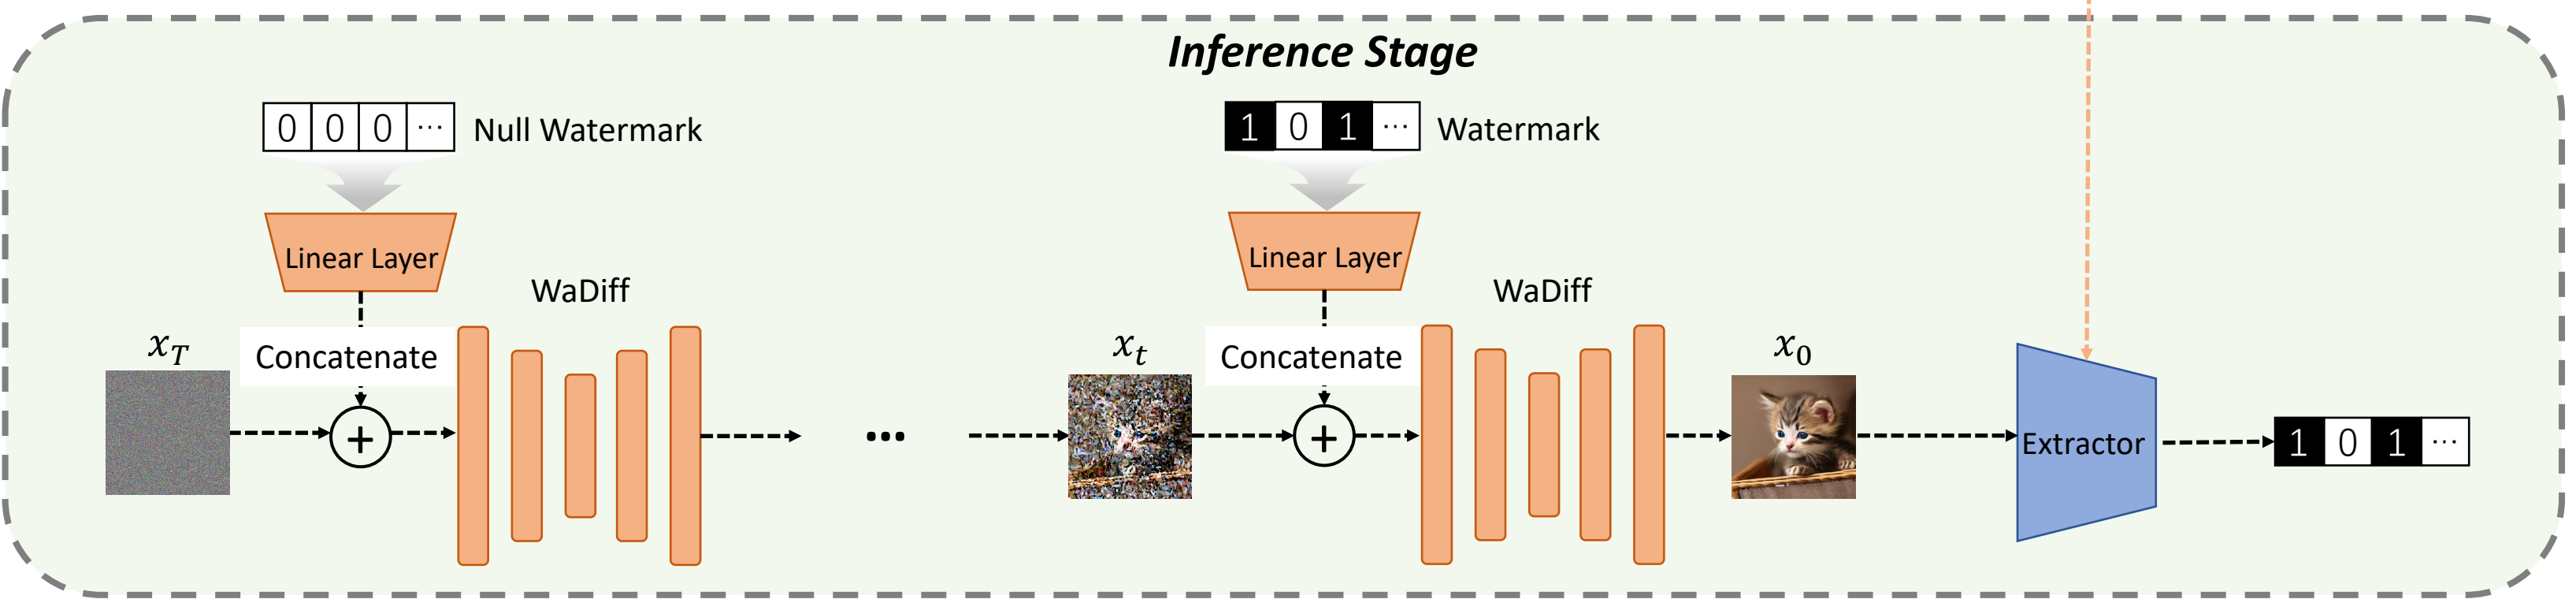 Inference Stage
0 0 0 ... Null Watermark
1 0 1 ... Watermark
Linear Layer
Linear Layer
WaDiff
WaDiff
x_T
Concatenate
x_t
Concatenate
x_0
+
...
+
Extractor
1 0 1 ...